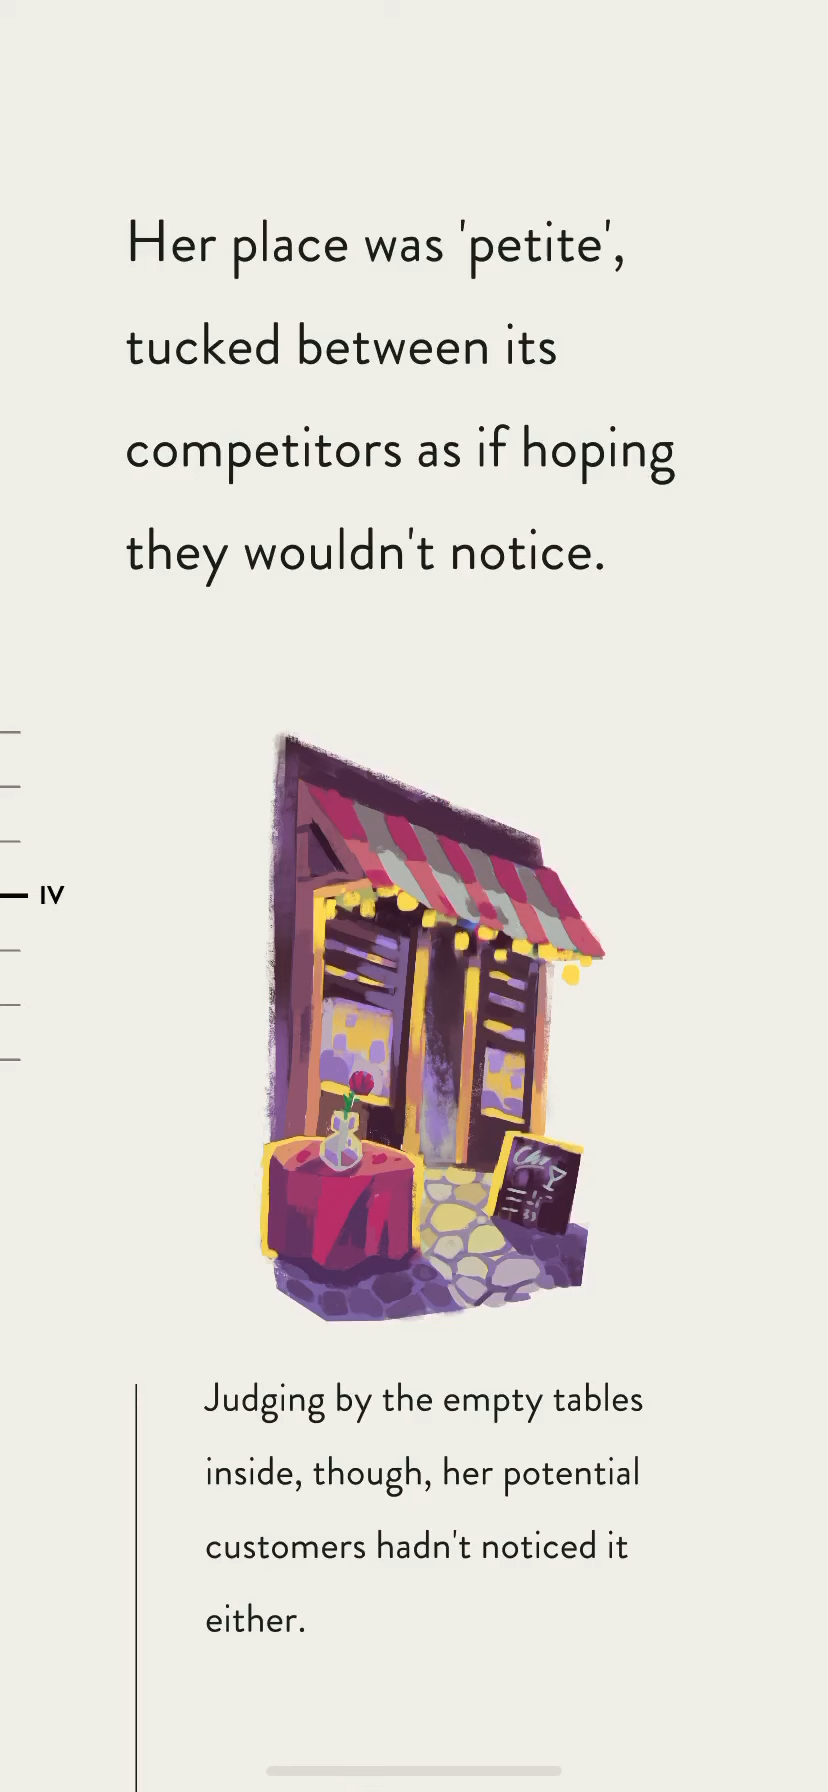 Her place was 'petite',
tucked between its
competitors as if hoping
they wouldn't notice.
IV
Judging by the empty tables
inside, though, her potential
customers hadn't noticed it
either.